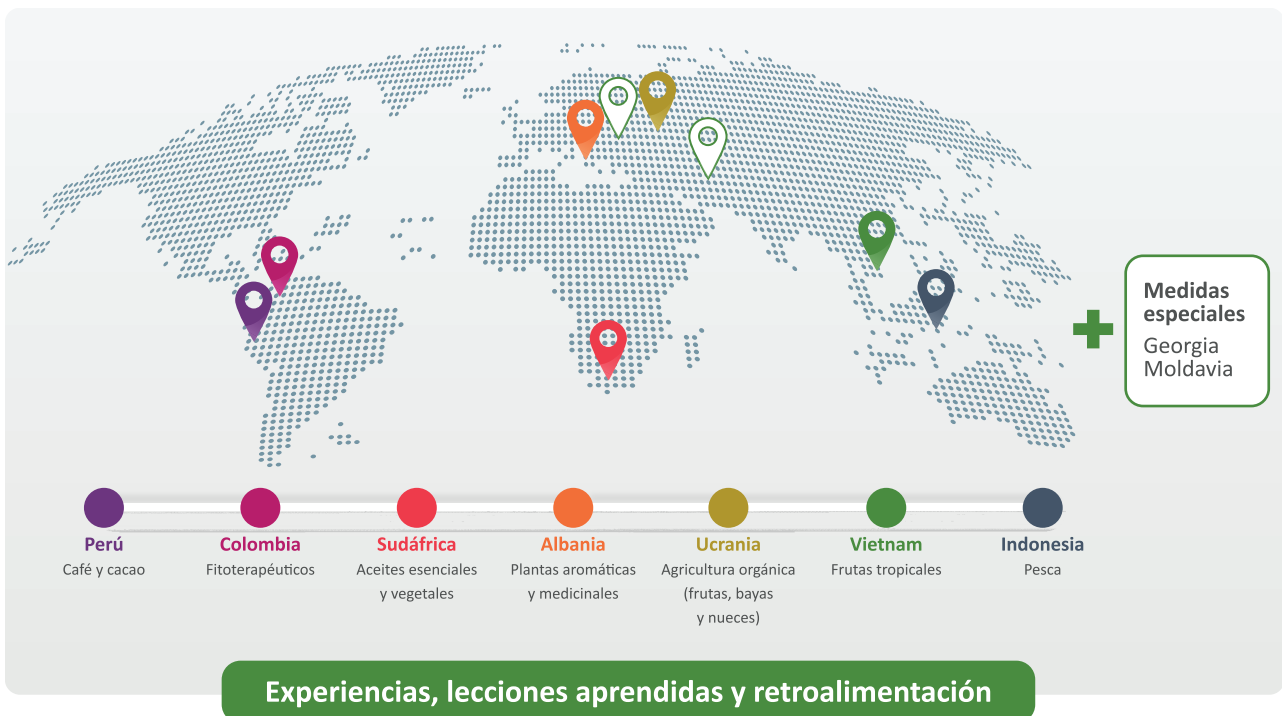 Medidas
especiales
Georgia
Moldavia
Perú
Café y cacao
Colombia
Fitoterapéuticos
Sudáfrica
Aceites esenciales
y vegetales
Albania
Plantas aromáticas
y medicinales
Ucrania
Agricultura orgánica
(frutas, bayas
y nueces)
Vietnam
Frutas tropicales
Indonesia
Pesca
Experiencias, lecciones aprendidas y retroalimentación